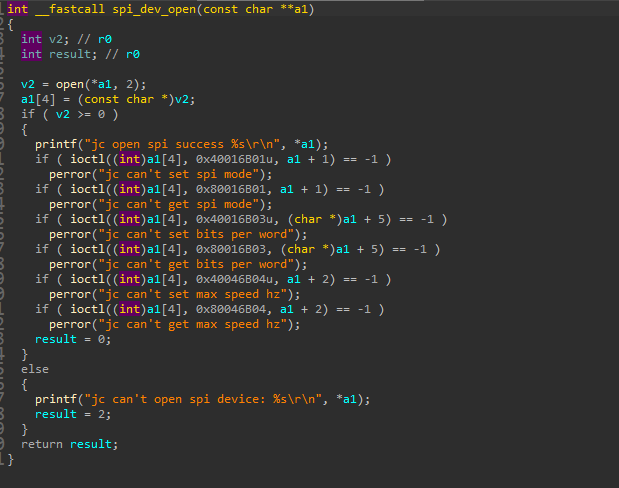 int __fastcall spi_dev_open(const char **a1)
{
  int v2; // r0
  int result; // r0

  v2 = open(*a1, 2);
  a1[4] = (const char *)v2;
  if ( v2 >= 0 )
  {
    printf("jc open spi success %s\r\n", *a1);
    if ( ioctl((int)a1[4], 0x40016B01u, a1 + 1) == -1 )
      perror("jc can't set spi mode");
    if ( ioctl((int)a1[4], 0x80016B01, a1 + 1) == -1 )
      perror("jc can't get spi mode");
    if ( ioctl((int)a1[4], 0x40016B03u, (char *)a1 + 5) == -1 )
      perror("jc can't set bits per word");
    if ( ioctl((int)a1[4], 0x80016B03, (char *)a1 + 5) == -1 )
      perror("jc can't get bits per word");
    if ( ioctl((int)a1[4], 0x40046B04u, a1 + 2) == -1 )
      perror("jc can't set max speed hz");
    if ( ioctl((int)a1[4], 0x80046B04, a1 + 2) == -1 )
      perror("jc can't get max speed hz");
    result = 0;
  }
  else
  {
    printf("jc can't open spi device: %s\r\n", *a1);
    result = 2;
  }
  return result;
}